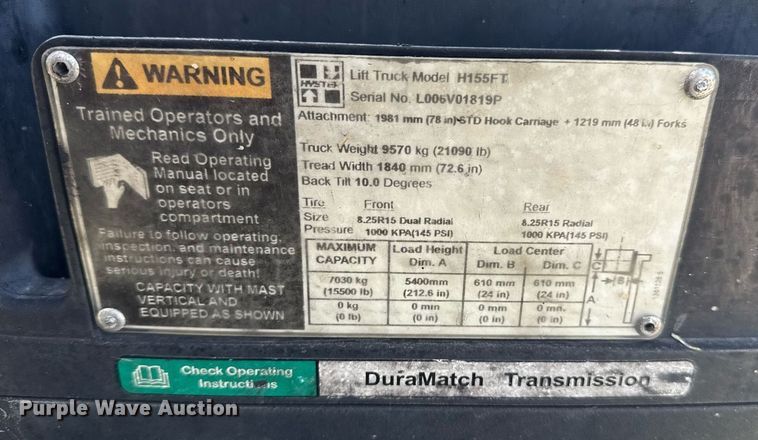 WARNING
Trained Operators and
Mechanics Only
Read Operating
Manual located
on seat or in
operators
compartment
Failure to follow operating,
inspection, and maintenance
instructions can cause
serious injury or death!
CAPACITY WITH MAST
VERTICAL AND
EQUIPPED AS SHOWN
HYSTER
Lift Truck Model H155FT
Serial No. L006V01819P
Attachment: 1981 mm (78 in)-STD Hook Carriage + 1219 mm (48 in) Forks
Truck Weight 9570 kg (21090 lb)
Tread Width 1840 mm (72.6 in)
Back Tilt 10.0 Degrees
Tire Front Rear
Size 8.25R15 Dual Radial 8.25R15 Radial
Pressure 1000 KPA(145 PSI) 1000 KPA(145 PSI)
MAXIMUM CAPACITY Load Height Dim. A Load Center Dim. B Dim. C
7030 kg 5400mm 610 mm 610 mm
(15500 lb) (212.6 in) (24 in) (24 in)
0 kg 0 mm 0 mm 0 mm
(0 lb) (0 in) (0 in) (0 in)
C
B
A
Check Operating
Instructions
DuraMatch Transmission
Purple Wave Auction